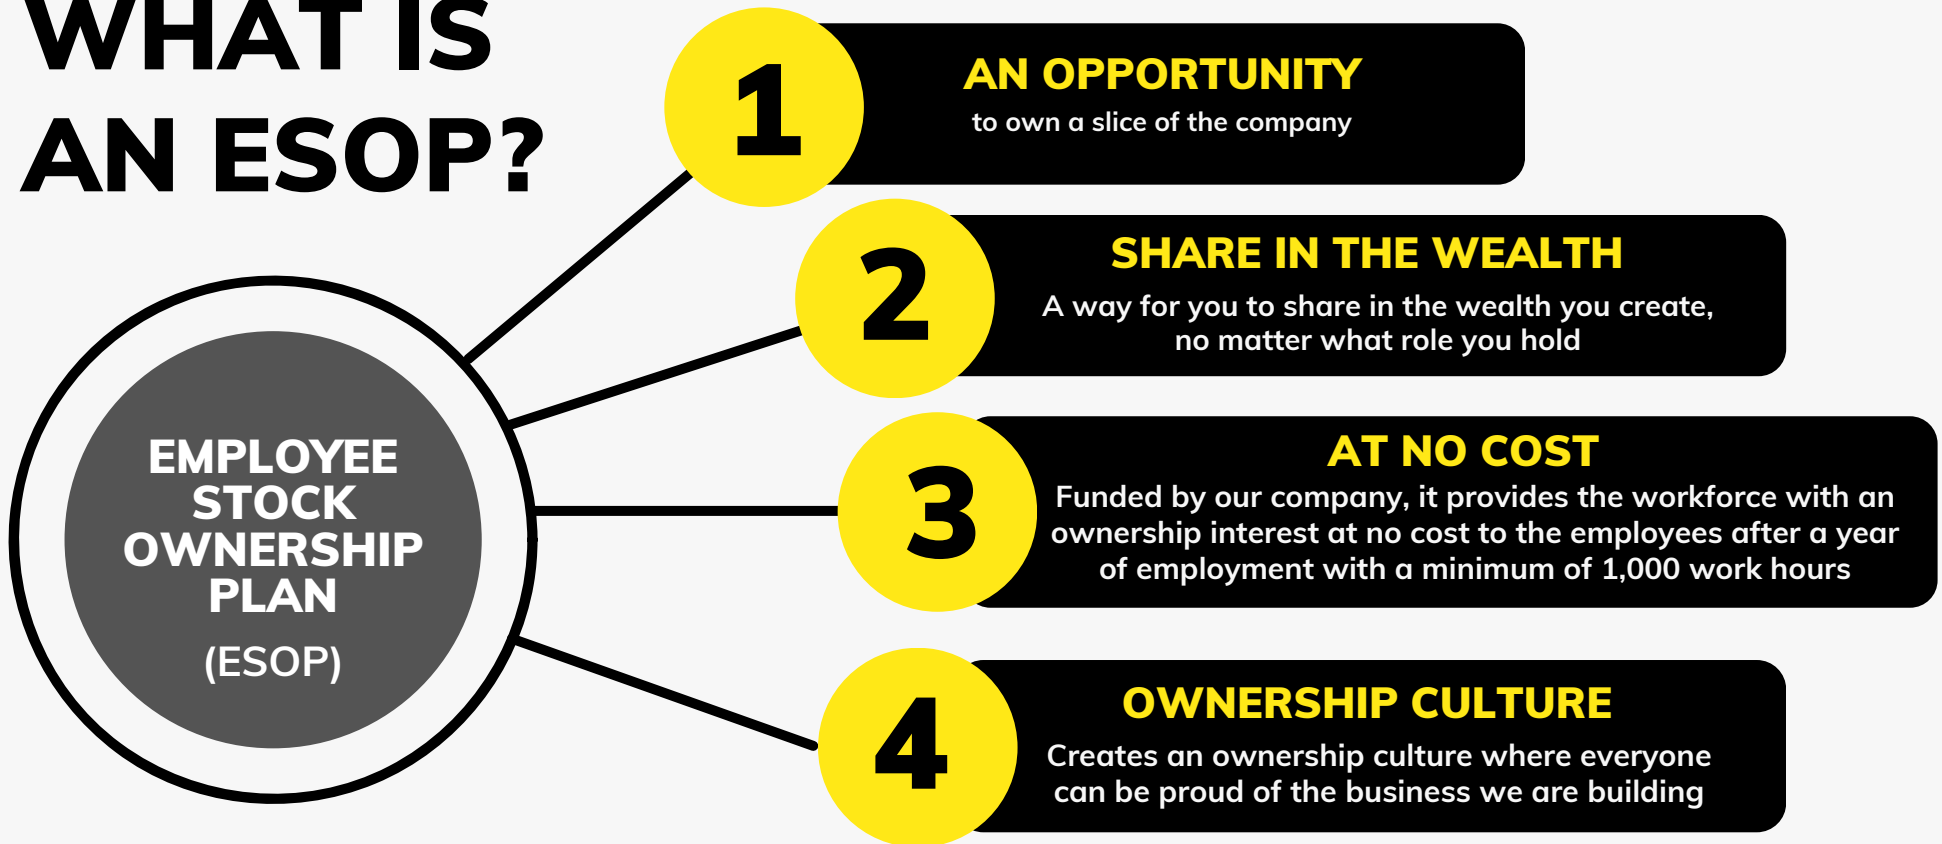 WHAT IS
AN ESOP?
EMPLOYEE
STOCK
OWNERSHIP
PLAN
(ESOP)
1
AN OPPORTUNITY
to own a slice of the company
2
SHARE IN THE WEALTH
A way for you to share in the wealth you create,
no matter what role you hold
3
AT NO COST
Funded by our company, it provides the workforce with an
ownership interest at no cost to the employees after a year
of employment with a minimum of 1,000 work hours
4
OWNERSHIP CULTURE
Creates an ownership culture where everyone
can be proud of the business we are building